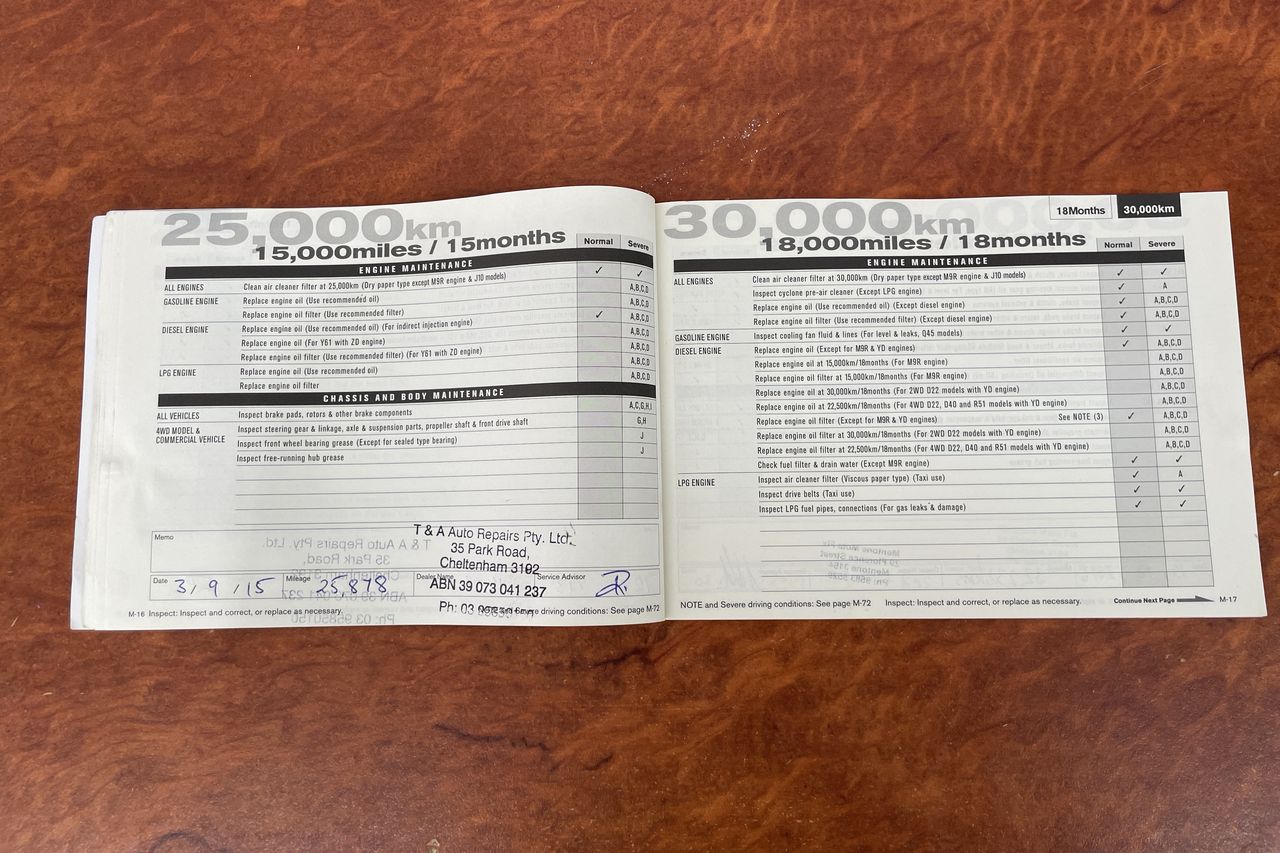 25,000km
15,000miles / 15months
Normal Severe
ENGINE MAINTENANCE
ALL ENGINES Clean air cleaner filter at 25,000km (Dry paper type except M9R engine & J10 models) ✓ ✓
GASOLINE ENGINE Replace engine oil (Use recommended oil) A,B,C,D
Replace engine oil filter (Use recommended filter) ✓ A,B,C,D
DIESEL ENGINE Replace engine oil (Use recommended oil) (For indirect injection engine) A,B,C,D
Replace engine oil (For Y61 with ZD engine) A,B,C,D
Replace engine oil filter (Use recommended filter) (For Y61 with ZD engine) A,B,C,D
LPG ENGINE Replace engine oil (Use recommended oil) A,B,C,D
Replace engine oil filter A,B,C,D
CHASSIS AND BODY MAINTENANCE
ALL VEHICLES Inspect brake pads, rotors & other brake components A,C,G,H,I
4WD MODEL & COMMERCIAL VEHICLE Inspect steering gear & linkage, axle & suspension parts, propeller shaft & front drive shaft G,H
Inspect front wheel bearing grease (Except for sealed type bearing) J
Inspect free-running hub grease J
Memo
T & A Auto Repairs Pty. Ltd.
35 Park Road,
Cheltenham 3192
ABN 39 073 041 237
Ph: 03
Date 3 / 9 / 15 Mileage 25,878 Dealer Name Service Advisor
M-16 Inspect: Inspect and correct, or replace as necessary. driving conditions: See page M-72
18Months 30,000km
30,000km
18,000miles / 18months
Normal Severe
ENGINE MAINTENANCE
ALL ENGINES Clean air cleaner filter at 30,000km (Dry paper type except M9R engine & J10 models) ✓ ✓
Inspect cyclone pre-air cleaner (Except LPG engine) ✓ A
Replace engine oil (Use recommended oil) (Except diesel engine) ✓ A,B,C,D
Replace engine oil filter (Use recommended filter) (Except diesel engine) ✓ A,B,C,D
GASOLINE ENGINE Inspect cooling fan fluid & lines (For level & leaks, Q45 models) ✓ ✓
DIESEL ENGINE Replace engine oil (Except for M9R & YD engines) ✓ A,B,C,D
Replace engine oil at 15,000km/18months (For M9R engine) A,B,C,D
Replace engine oil filter at 15,000km/18months (For M9R engine) A,B,C,D
Replace engine oil at 30,000km/18months (For 2WD D22 models with YD engine) A,B,C,D
Replace engine oil at 22,500km/18months (For 4WD D22, D40 and R51 models with YD engine) A,B,C,D
Replace engine oil filter (Except for M9R & YD engines) See NOTE (3) ✓ A,B,C,D
Replace engine oil filter at 30,000km/18months (For 2WD D22 models with YD engine) A,B,C,D
Replace engine oil filter at 22,500km/18months (For 4WD D22, D40 and R51 models with YD engine) A,B,C,D
Check fuel filter & drain water (Except M9R engine) ✓ ✓
LPG ENGINE Inspect air cleaner filter (Viscous paper type) (Taxi use) ✓ A
Inspect drive belts (Taxi use) ✓ ✓
Inspect LPG fuel pipes, connections (For gas leaks & damage) ✓ ✓
NOTE and Severe driving conditions: See page M-72 Inspect: Inspect and correct, or replace as necessary. Continue Next Page M-17